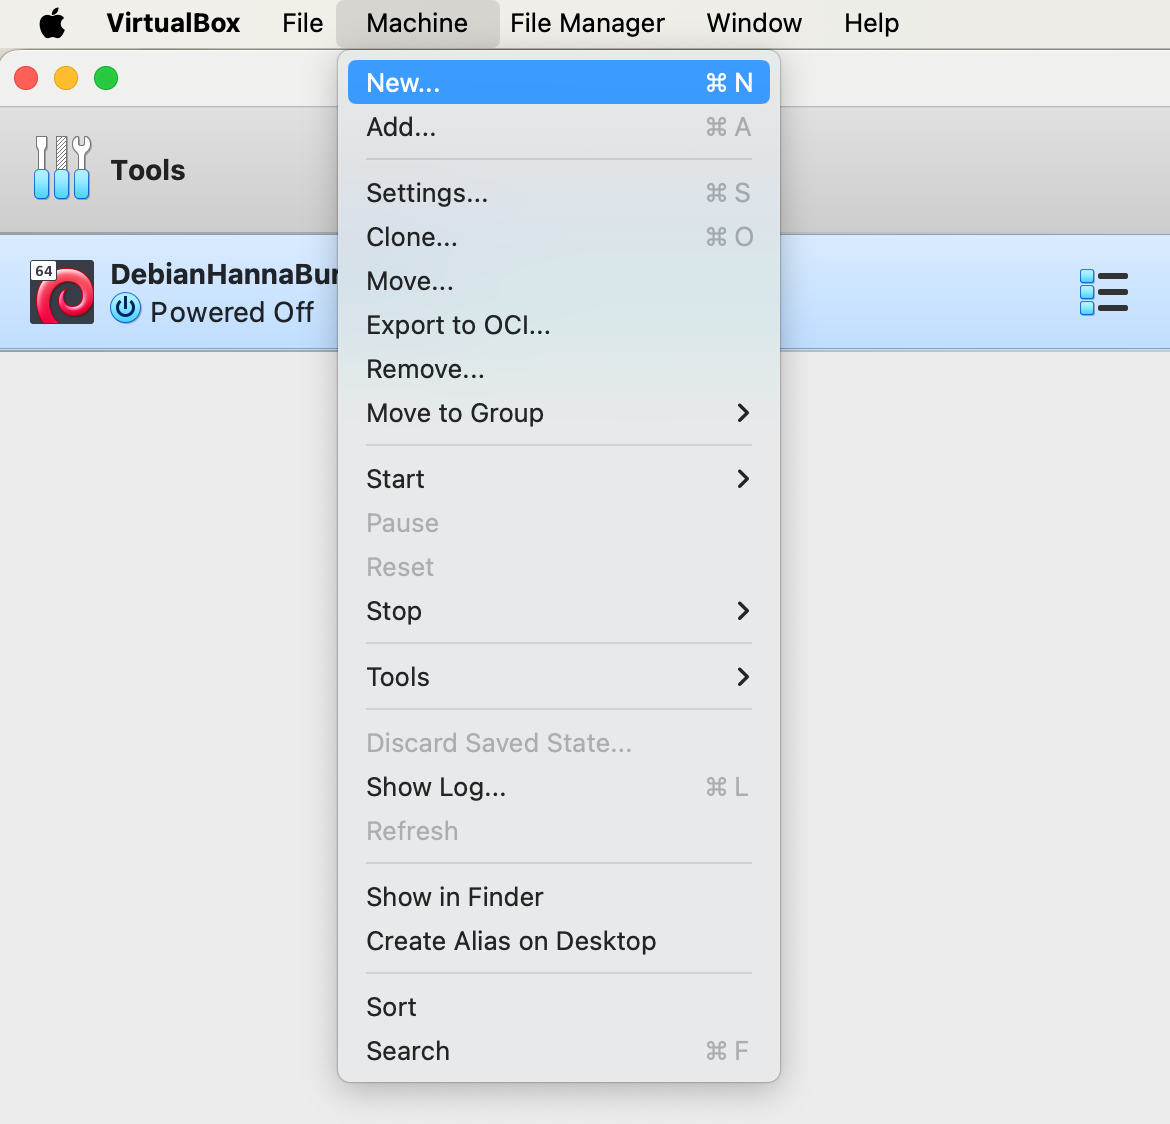 VirtualBox File Machine File Manager Window Help
New... ⌘ N
Add... ⌘ A
Tools
Settings... ⌘ S
Clone... ⌘ O
64 DebianHannaBur
Move...
Powered Off
Export to OCI...
Remove...
Move to Group
Start
Pause
Reset
Stop
Tools
Discard Saved State...
Show Log... ⌘ L
Refresh
Show in Finder
Create Alias on Desktop
Sort
Search ⌘ F